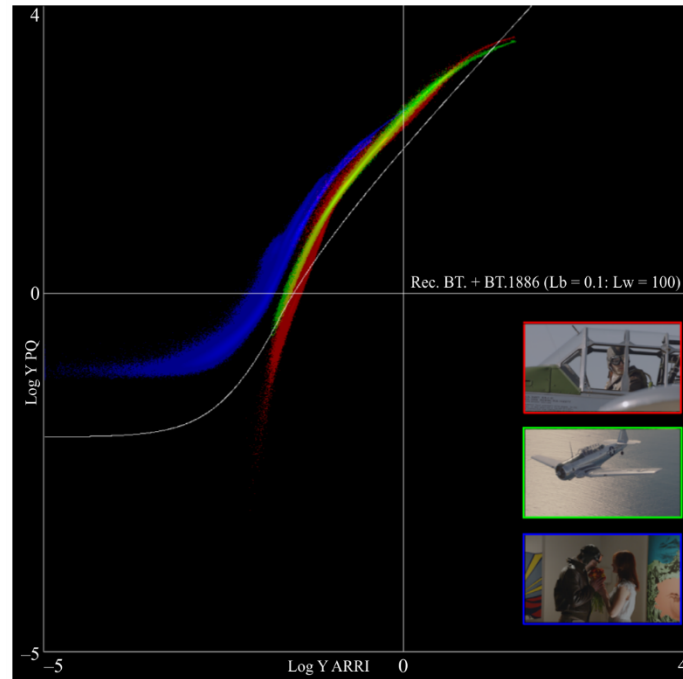 4
0
Rec. BT. + BT.1886 (Lb = 0.1: Lw = 100)
Log Y PQ
−5
−5
Log Y ARRI
0
4